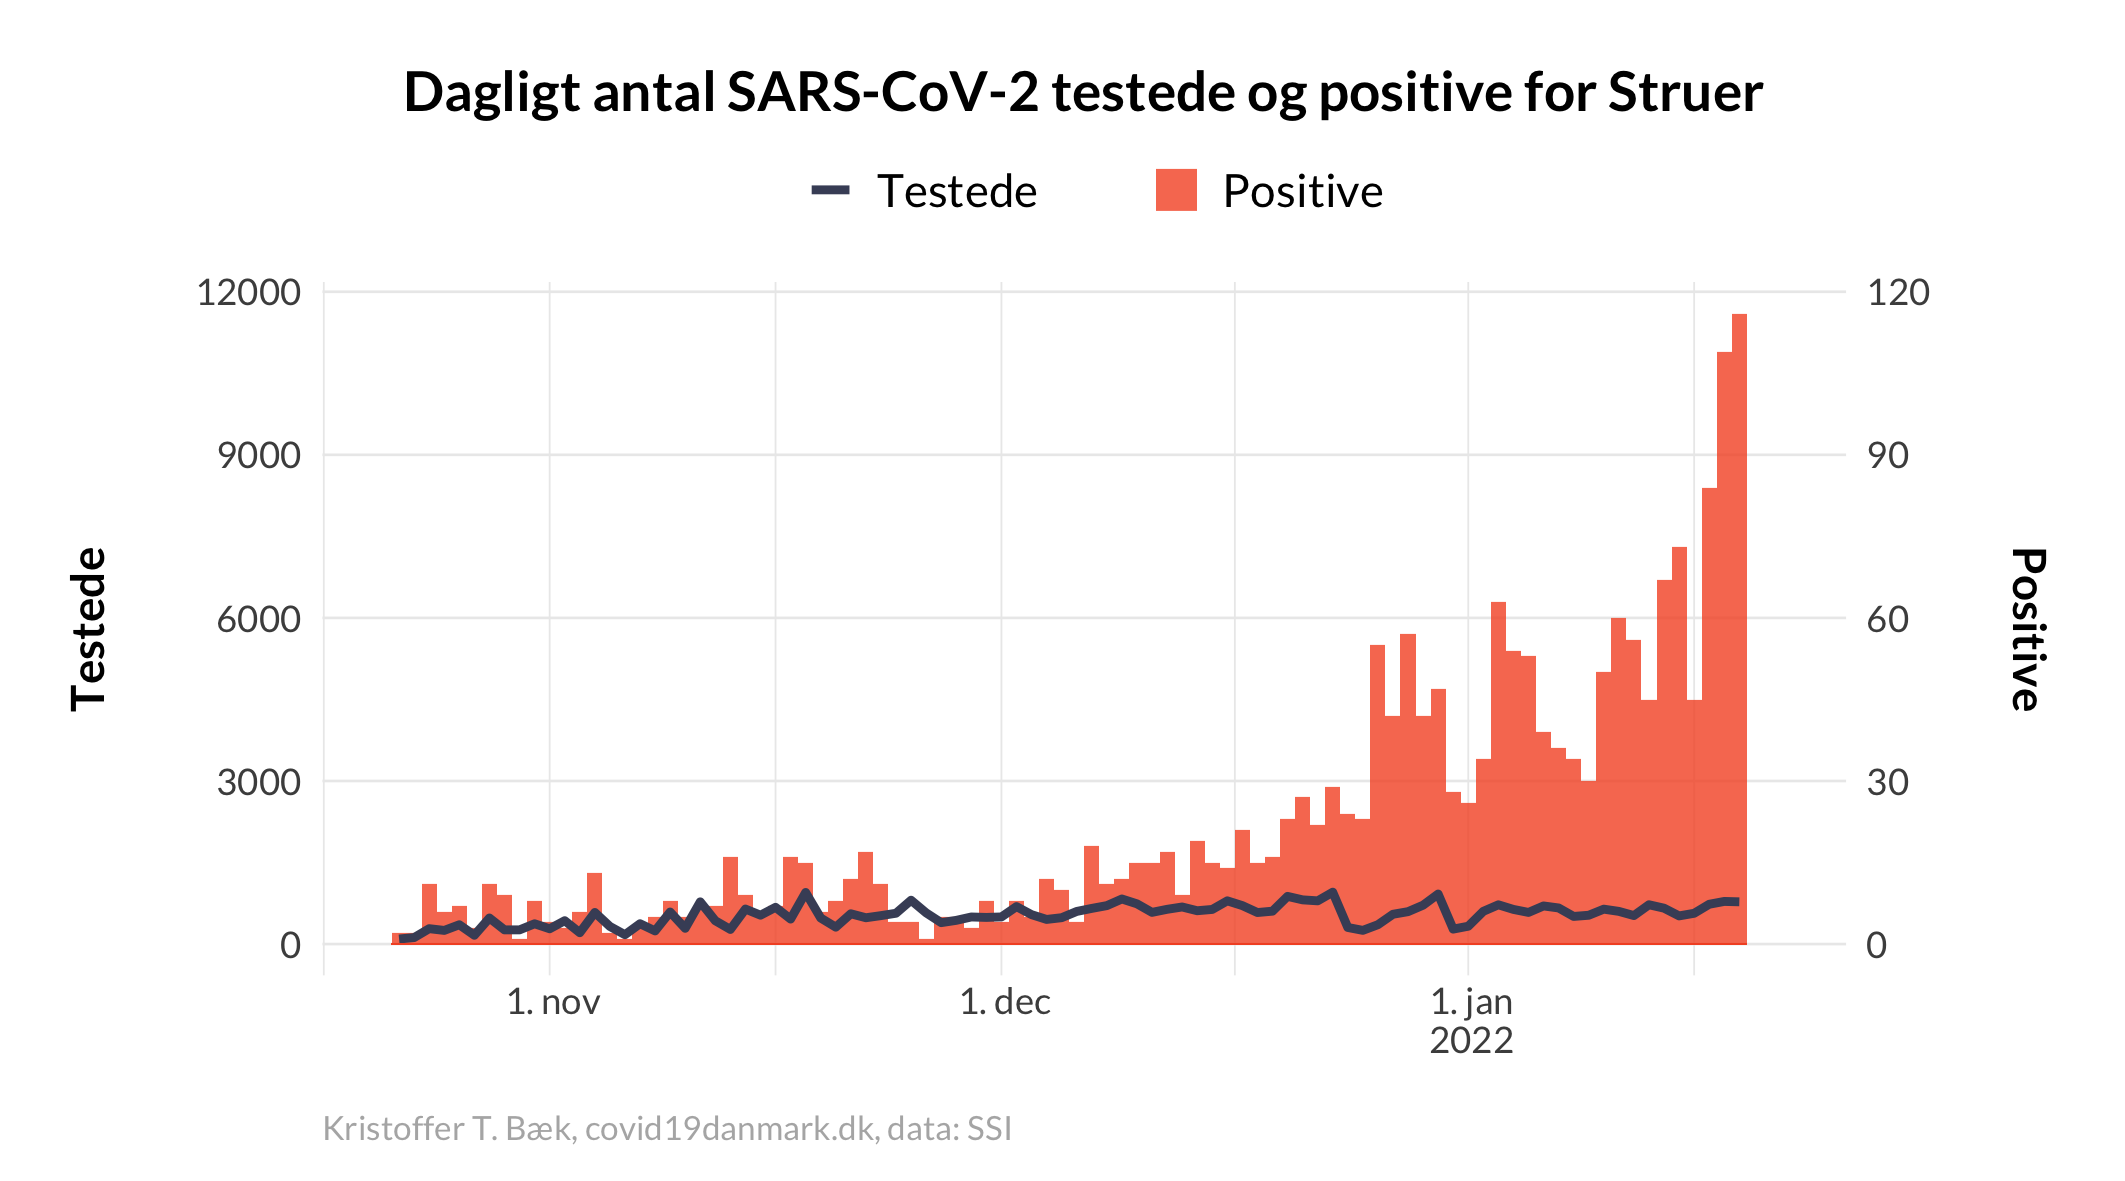 Dagligt antal SARS-CoV-2 testede og positive for Struer
Testede Positive
12000 120
9000 90
6000 60
3000 30
0 0
Testede
Positive
1. nov 1. dec 1. jan
2022
Kristoffer T. Bæk, covid19danmark.dk, data: SSI